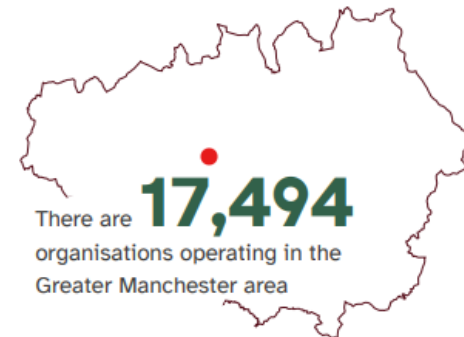 There are 17,494
organisations operating in the
Greater Manchester area